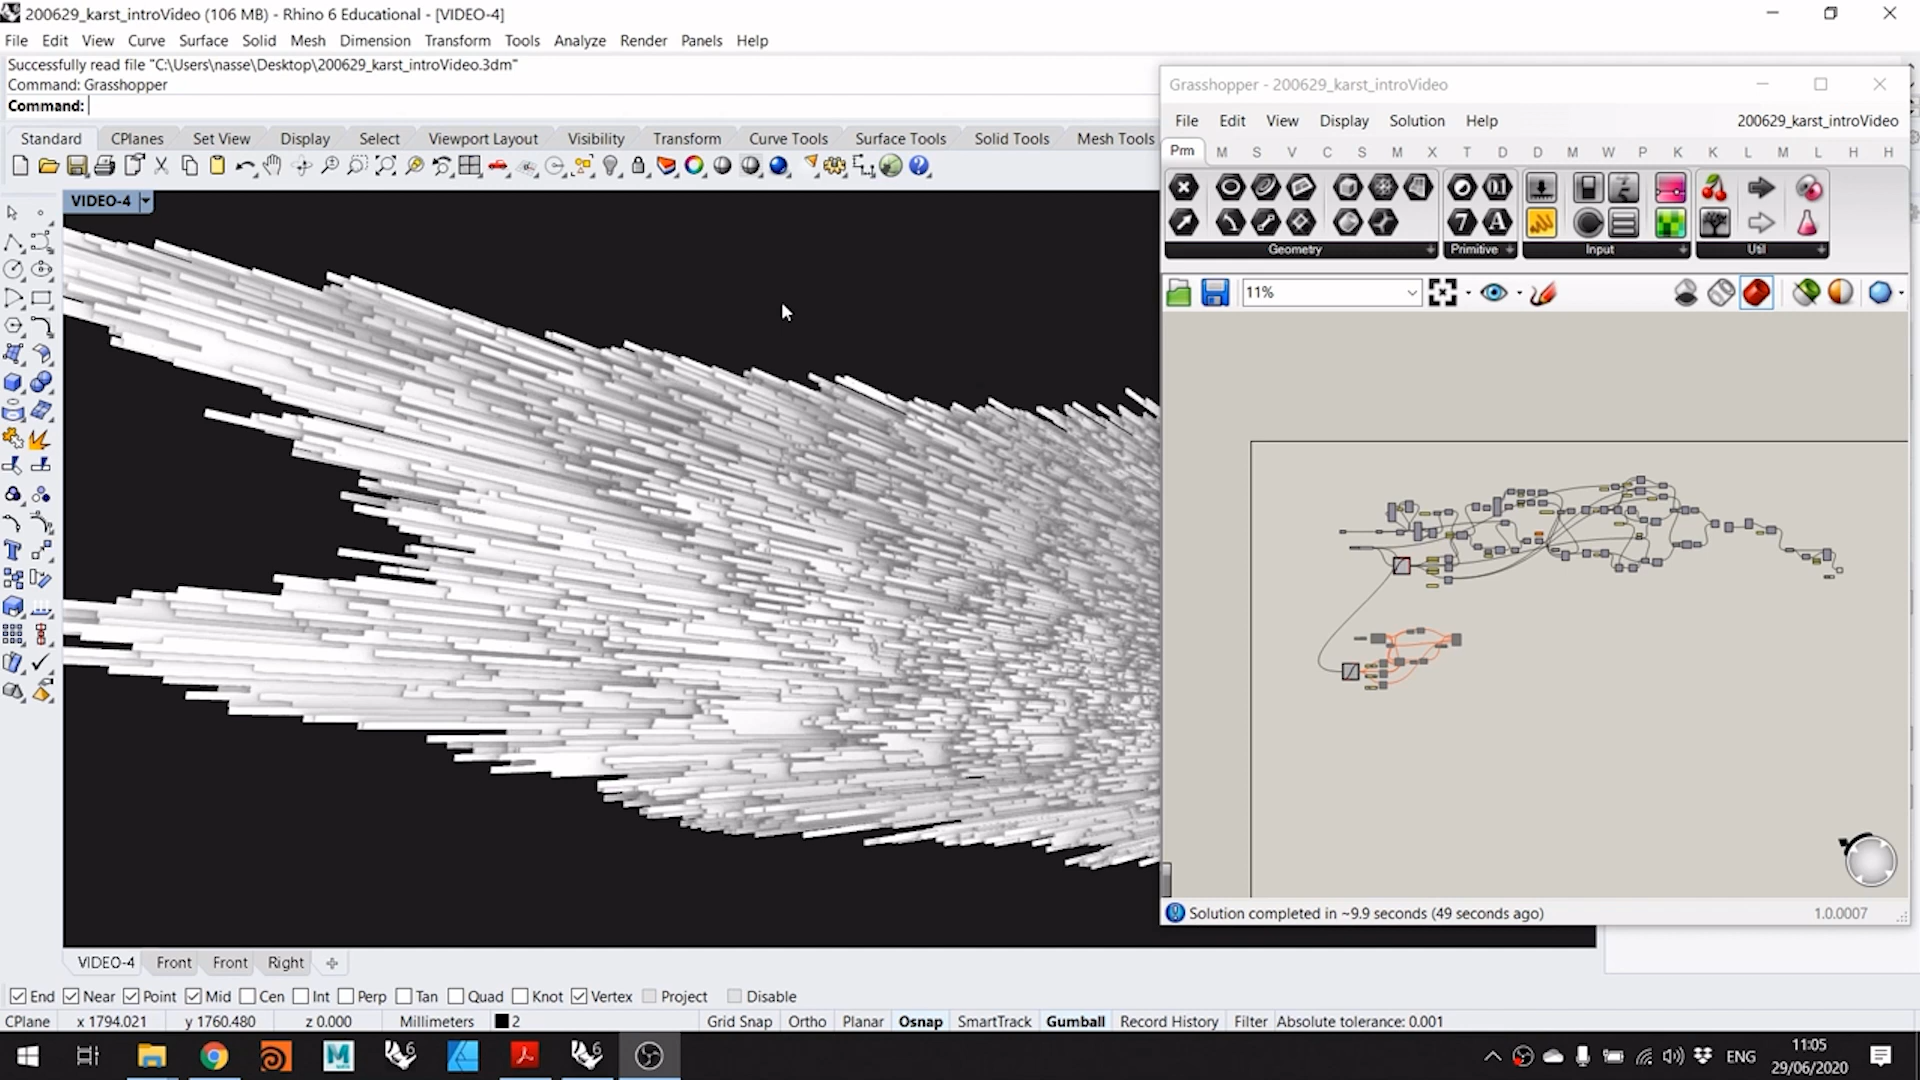 200629_karst_introVideo (106 MB) - Rhino 6 Educational - [VIDEO-4]
File Edit View Curve Surface Solid Mesh Dimension Transform Tools Analyze Render Panels Help
Successfully read file "C:\Users\nasse\Desktop\200629_karst_introVideo.3dm"
Command: Grasshopper
Command:
Standard CPlanes Set View Display Select Viewport Layout Visibility Transform Curve Tools Surface Tools Solid Tools Mesh Tools
VIDEO-4
Grasshopper - 200629_karst_introVideo
File Edit View Display Solution Help 200629_karst_introVideo
Prm M S V C S M X T D D M W P K K L M L H H
Geometry Primitive Input Util
11%
Solution completed in ~9.9 seconds (49 seconds ago) 1.0.0007
VIDEO-4 Front Front Right
End Near Point Mid Cen Int Perp Tan Quad Knot Vertex Project Disable
CPlane x 1794.021 y 1760.480 z 0.000 Millimeters 2 Grid Snap Ortho Planar Osnap SmartTrack Gumball Record History Filter Absolute tolerance: 0.001
ENG 11:05
29/06/2020